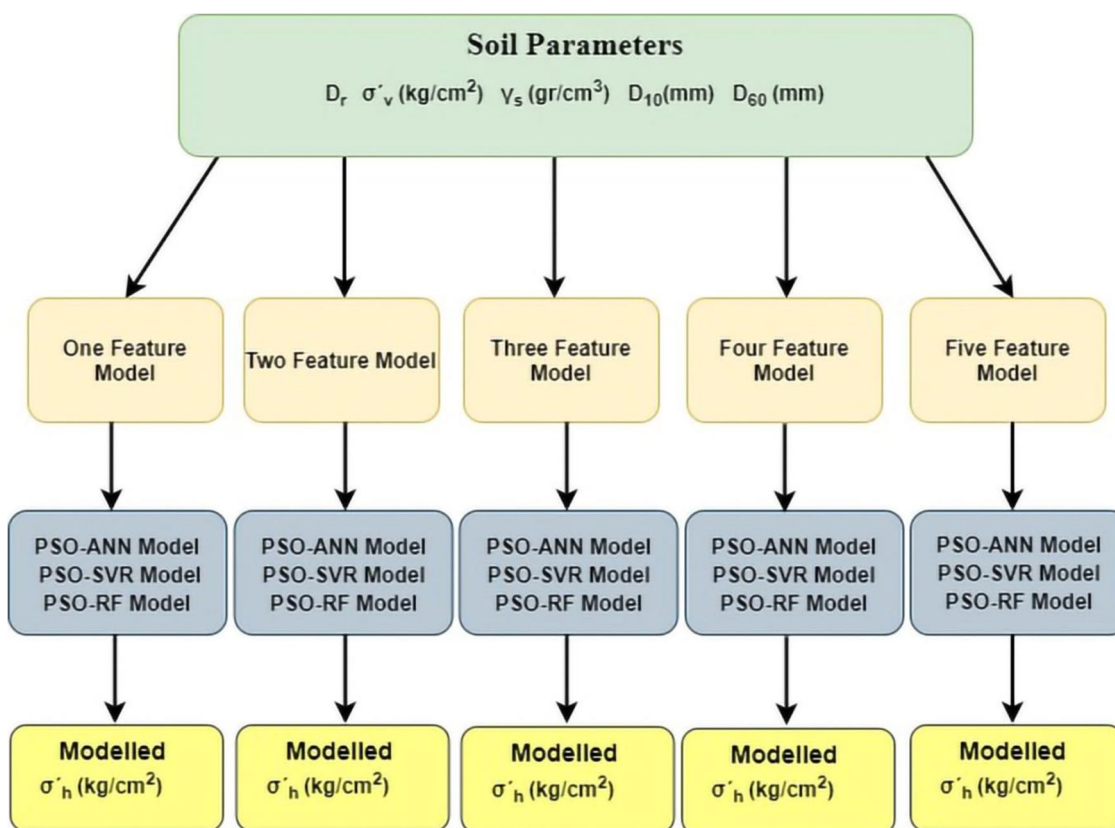 Soil Parameters
Dᵣ σ´ᵥ (kg/cm²) γₛ (gr/cm³) D₁₀(mm) D₆₀ (mm)
One Feature
Model
Two Feature Model
Three Feature
Model
Four Feature
Model
Five Feature
Model
PSO-ANN Model
PSO-SVR Model
PSO-RF Model
PSO-ANN Model
PSO-SVR Model
PSO-RF Model
PSO-ANN Model
PSO-SVR Model
PSO-RF Model
PSO-ANN Model
PSO-SVR Model
PSO-RF Model
PSO-ANN Model
PSO-SVR Model
PSO-RF Model
Modelled
σ´ₕ (kg/cm²)
Modelled
σ´ₕ (kg/cm²)
Modelled
σ´ₕ (kg/cm²)
Modelled
σ´ₕ (kg/cm²)
Modelled
σ´ₕ (kg/cm²)